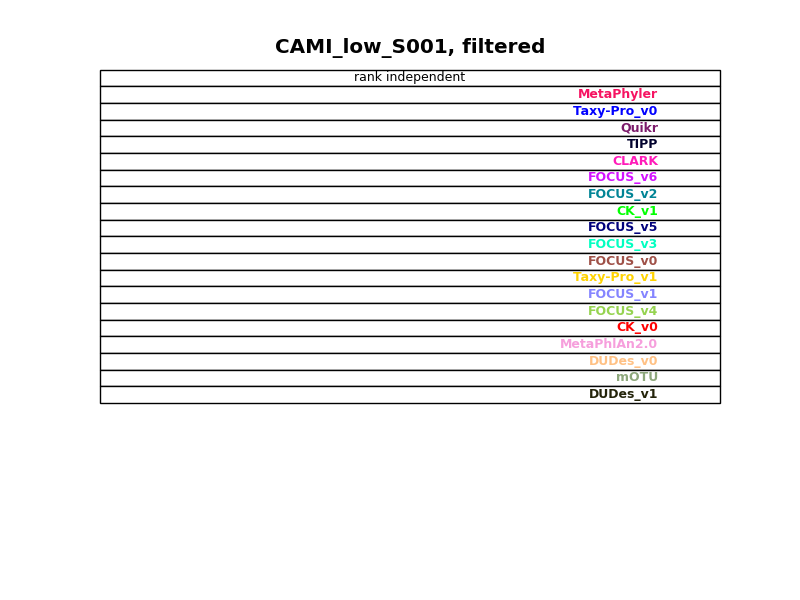 CAMI_low_S001, filtered
rank independent
MetaPhyler
Taxy-Pro_v0
Quikr
TIPP
CLARK
FOCUS_v6
FOCUS_v2
CK_v1
FOCUS_v5
FOCUS_v3
FOCUS_v0
Taxy-Pro_v1
FOCUS_v1
FOCUS_v4
CK_v0
MetaPhlAn2.0
DUDes_v0
mOTU
DUDes_v1